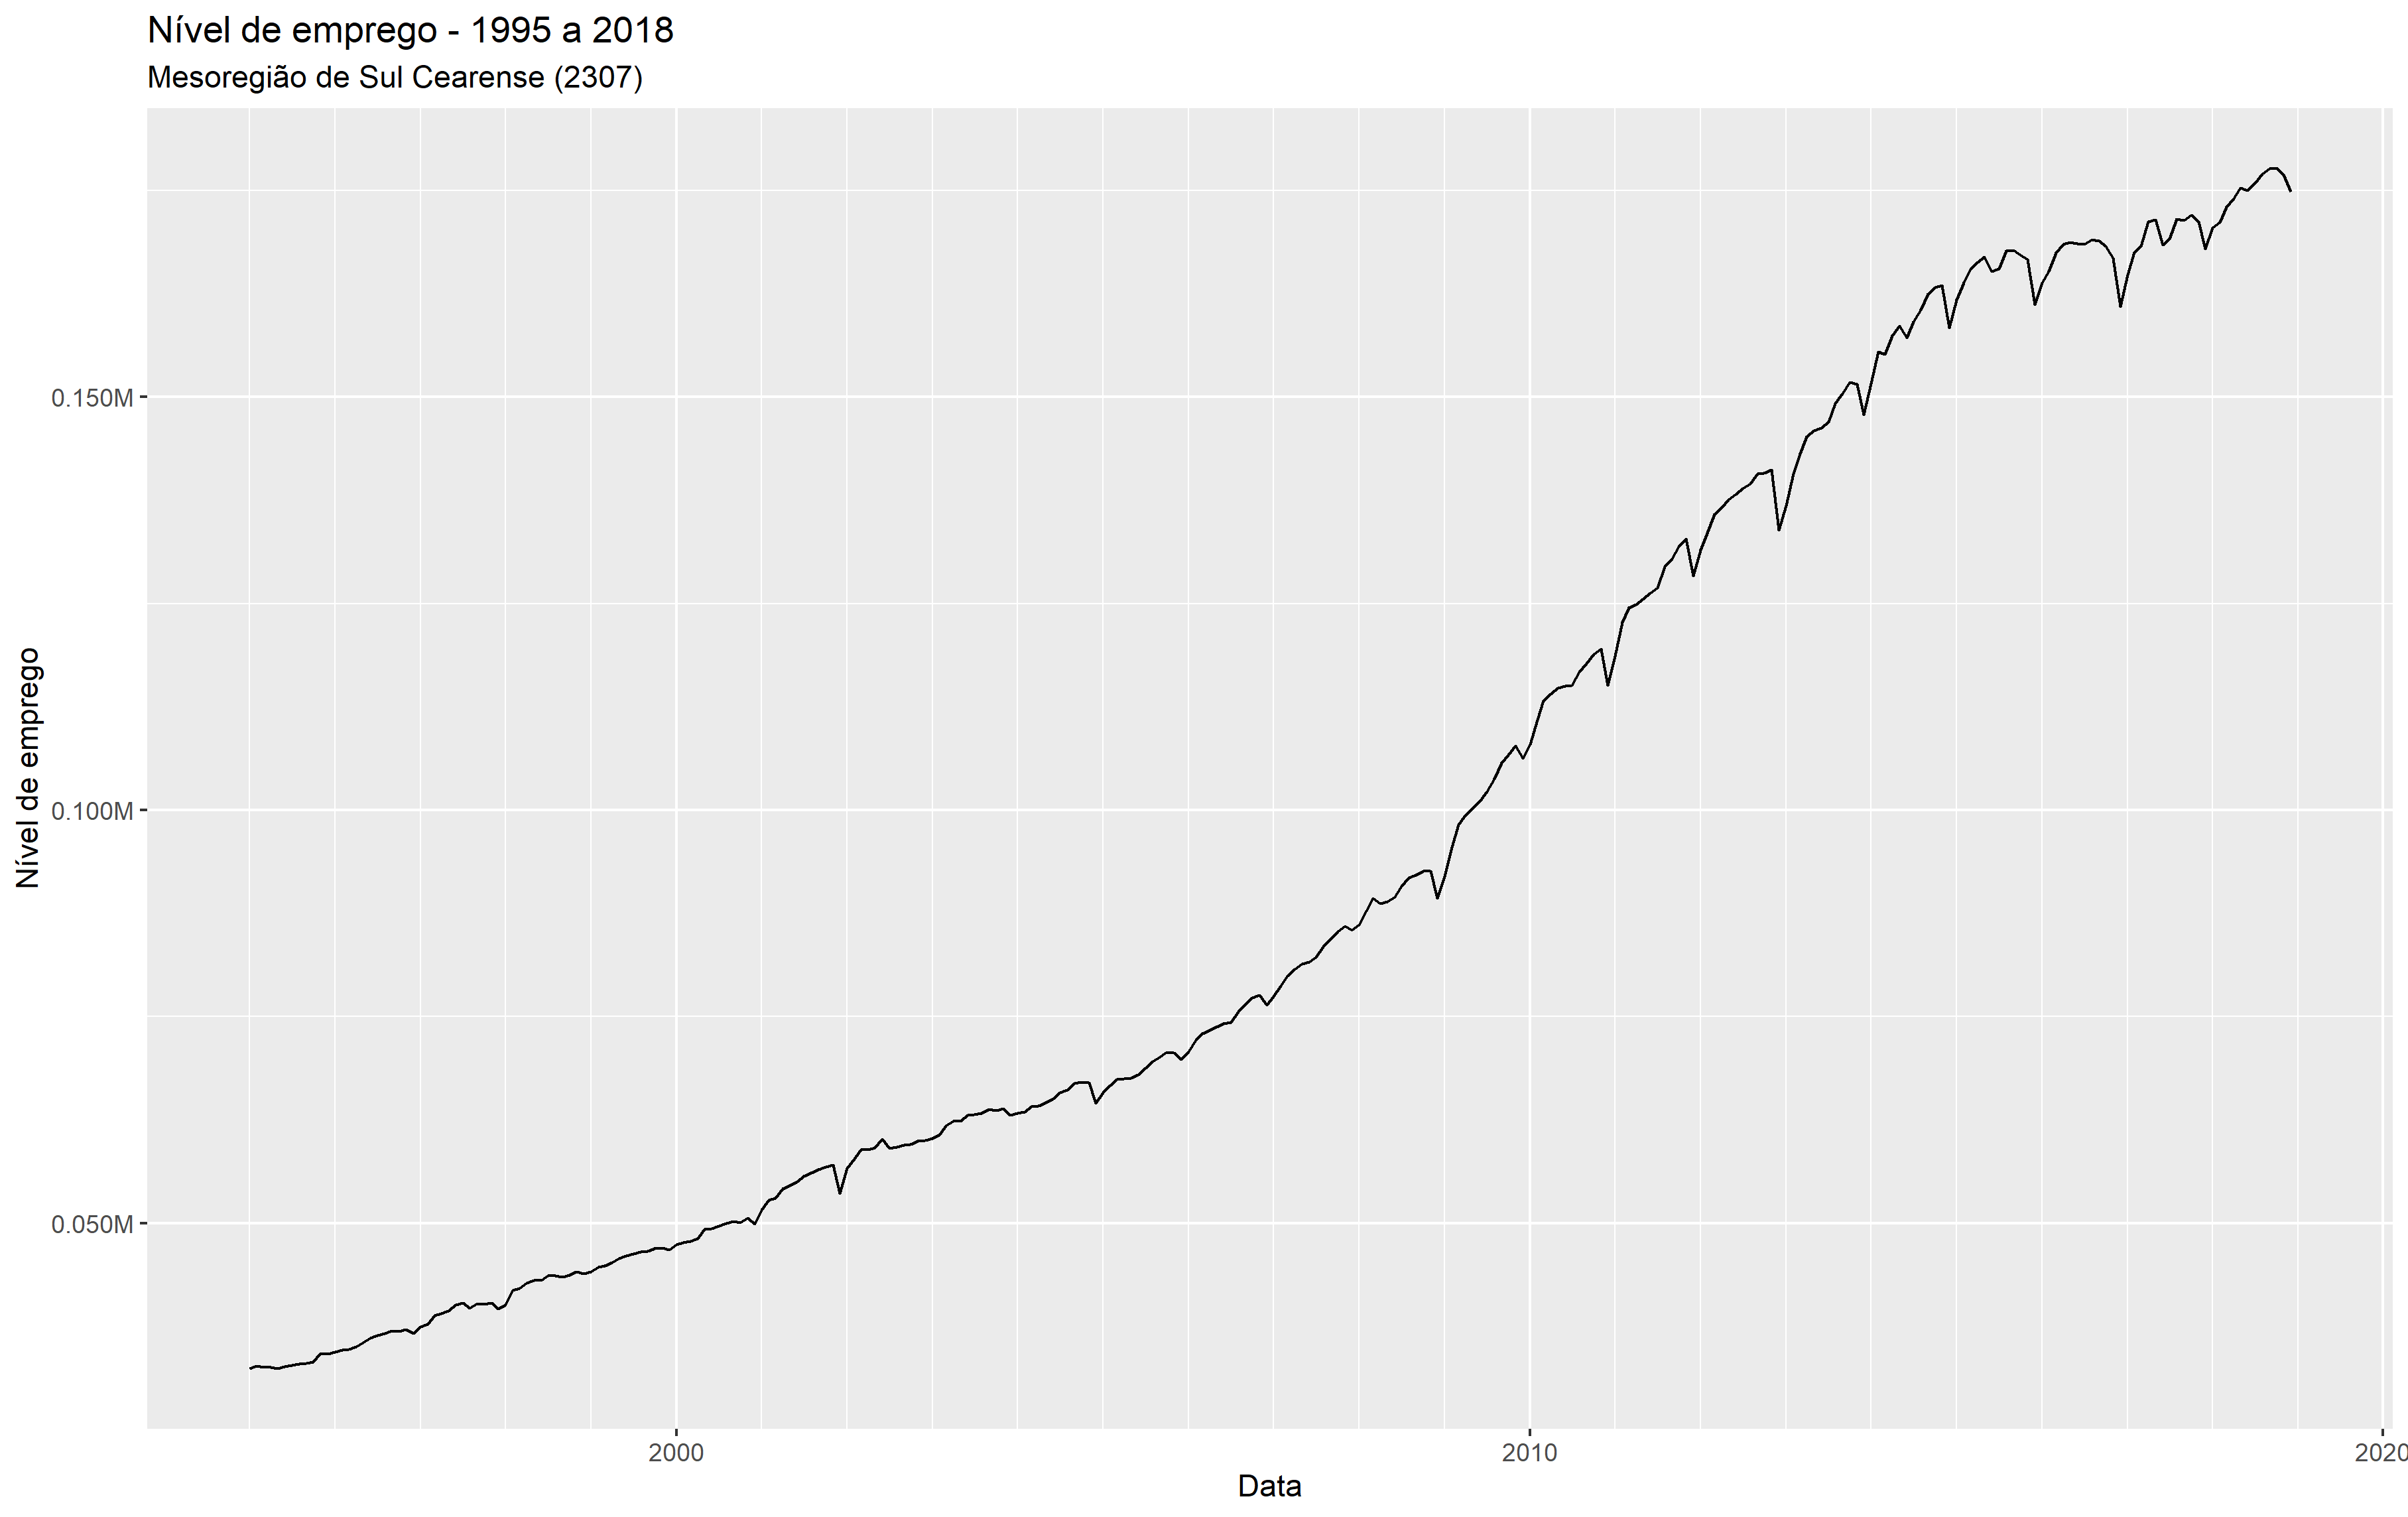 Nível de emprego - 1995 a 2018
Mesoregião de Sul Cearense (2307)
Nível de emprego
0.150M
0.100M
0.050M
2000
2010
2020
Data